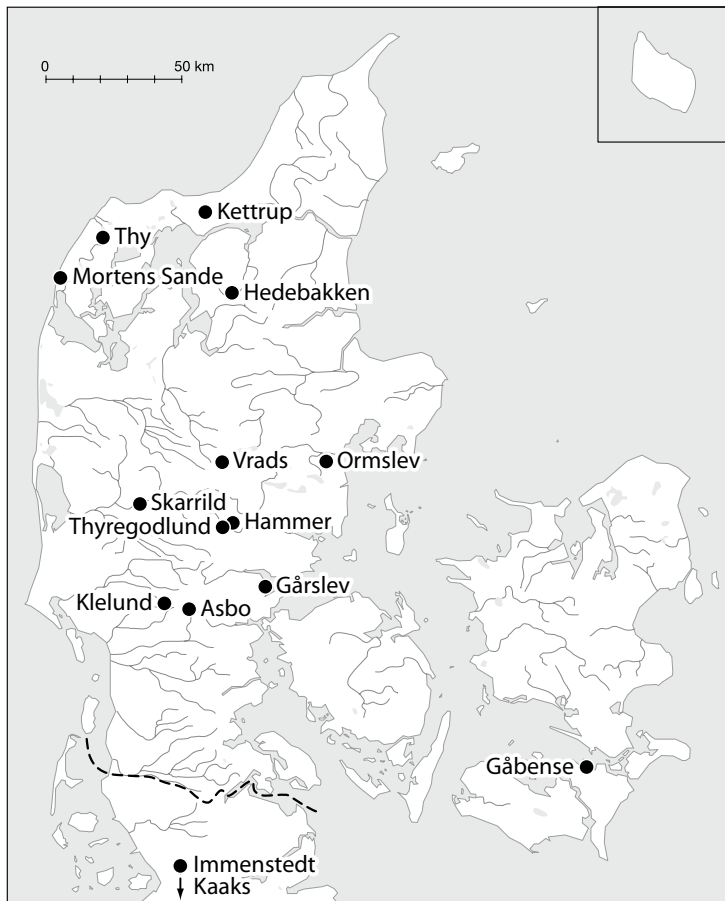 0 50 km
Kettrup
Thy
Mortens Sande
Hedebakken
Vrads
Ormslev
Skarrild
Hammer
Thyregodlund
Gårslev
Klelund
Asbo
Gåbense
Immenstedt
Kaaks